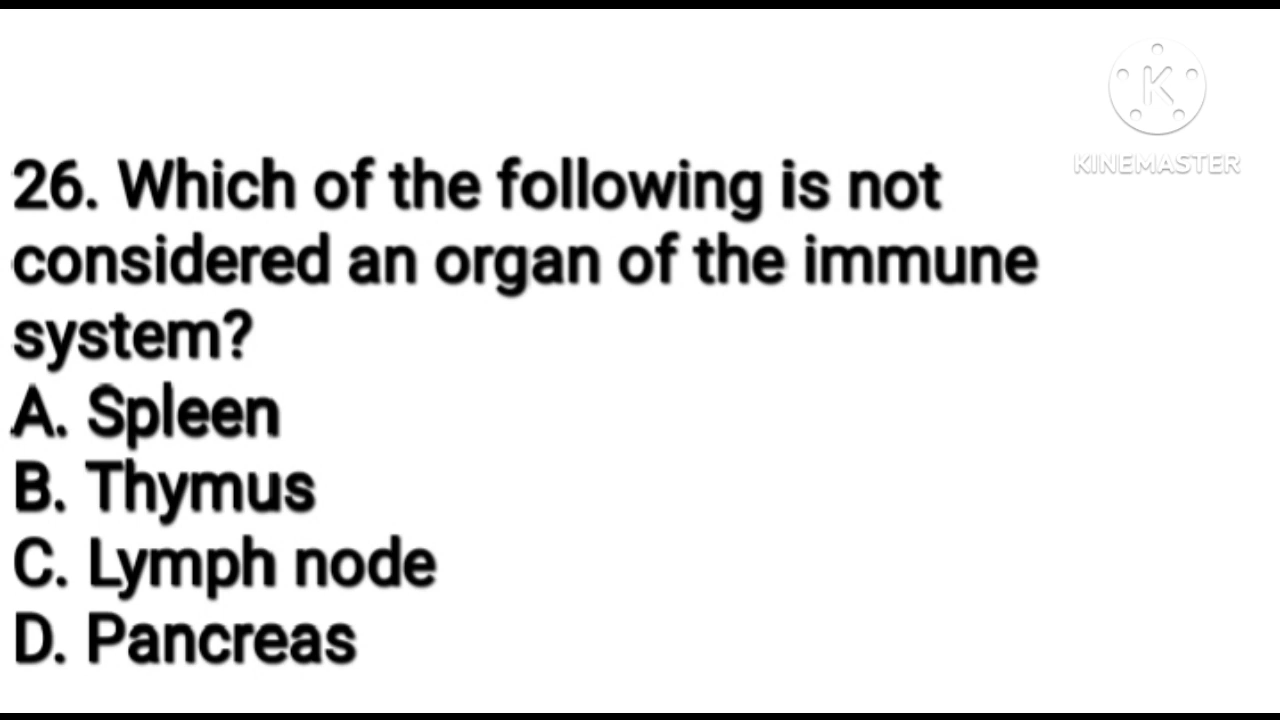 K
KINEMASTER
26. Which of the following is not
considered an organ of the immune
system?
A. Spleen
B. Thymus
C. Lymph node
D. Pancreas